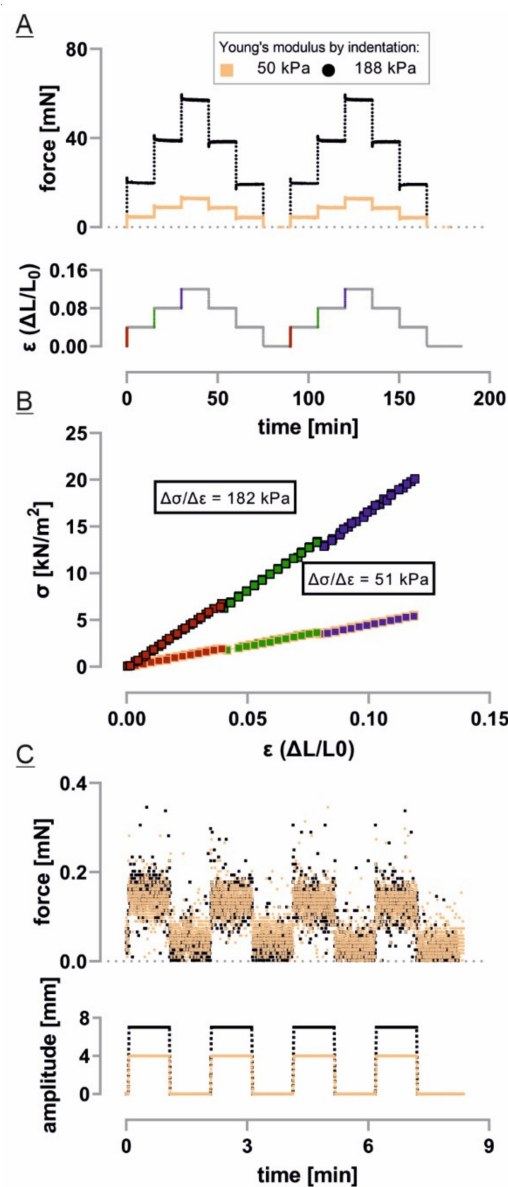 A
Young's modulus by indentation:
50 kPa 188 kPa
80
40
0
force [mN]
0.16
0.08
0.00
ε (ΔL/L0)
0 50 100 150 200
time [min]
B
25
20
15
10
5
0
σ [kN/m²]
Δσ/Δε = 182 kPa
Δσ/Δε = 51 kPa
0.00 0.05 0.10 0.15
ε (ΔL/L0)
C
0.4
0.2
0.0
force [mN]
8
4
0
amplitude [mm]
0 3 6 9
time [min]